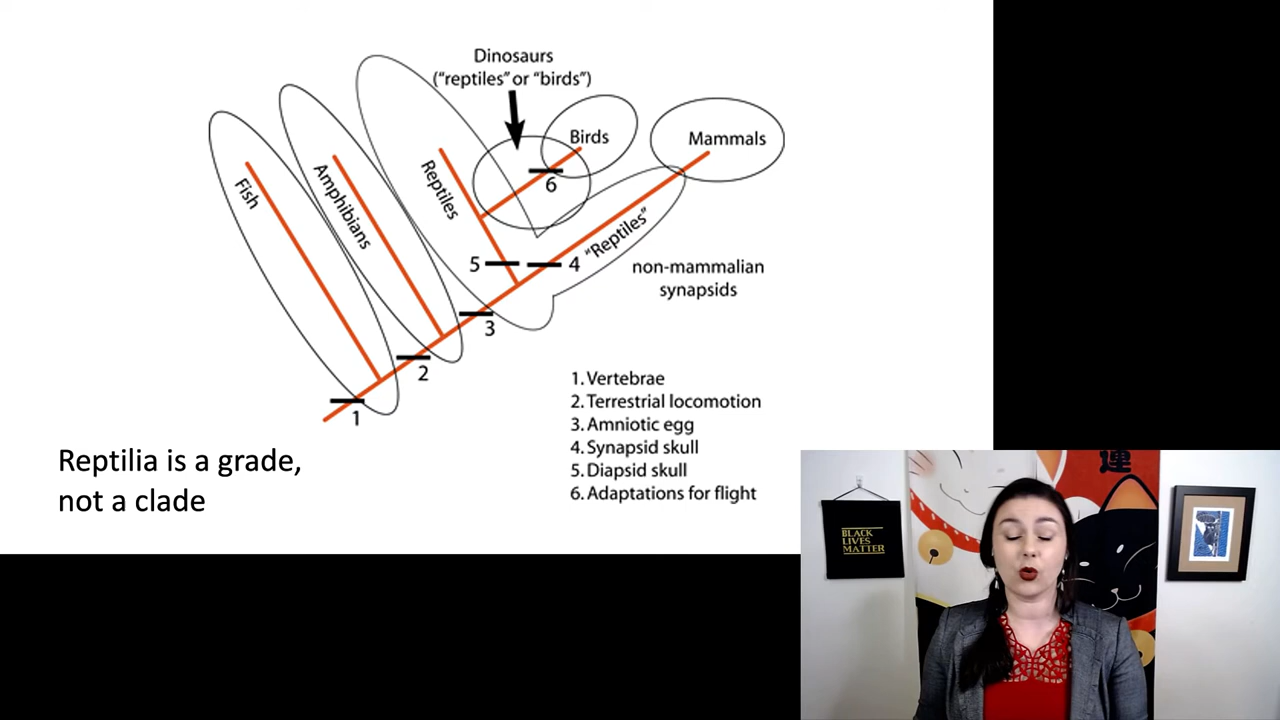 Dinosaurs
("reptiles" or "birds")
Birds
Mammals
Fish
Amphibians
Reptiles
"Reptiles"
6
5
4
non-mammalian
synapsids
3
2
1
1. Vertebrae
2. Terrestrial locomotion
3. Amniotic egg
4. Synapsid skull
5. Diapsid skull
6. Adaptations for flight
Reptilia is a grade,
not a clade
運
BLACK
LIVES
MATTER